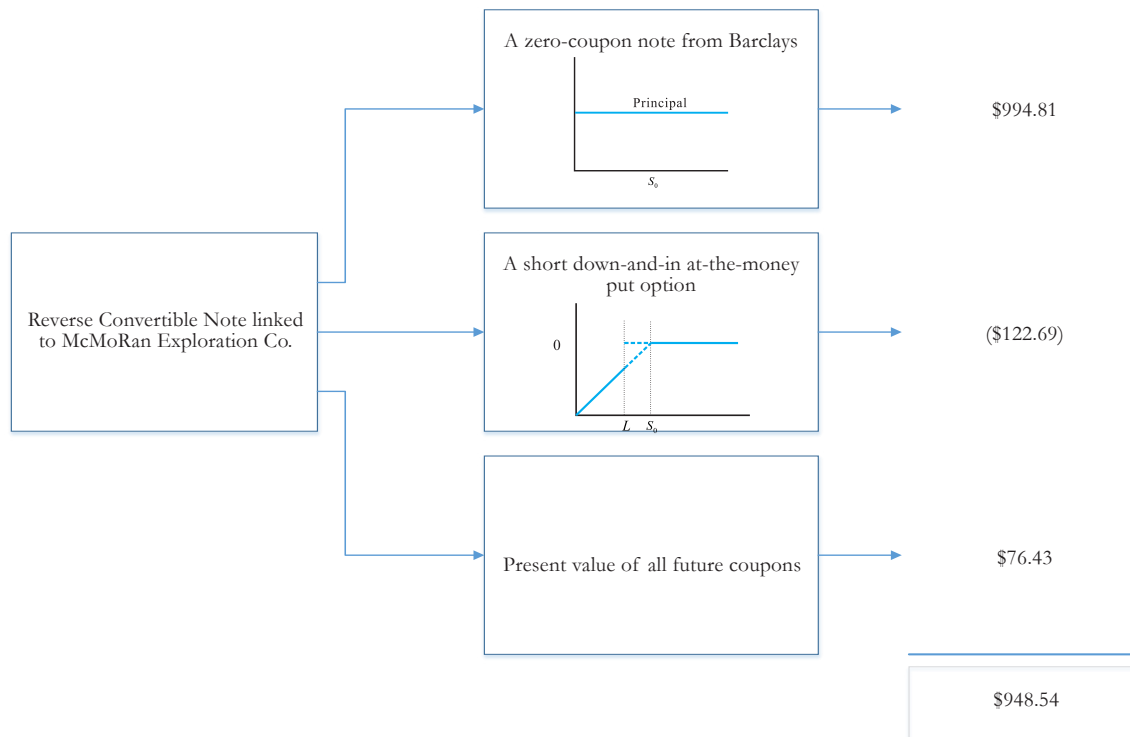 A zero-coupon note from Barclays
Principal
S₀
$994.81
Reverse Convertible Note linked
to McMoRan Exploration Co.
A short down-and-in at-the-money
put option
0
L S₀
($122.69)
Present value of all future coupons
$76.43
$948.54